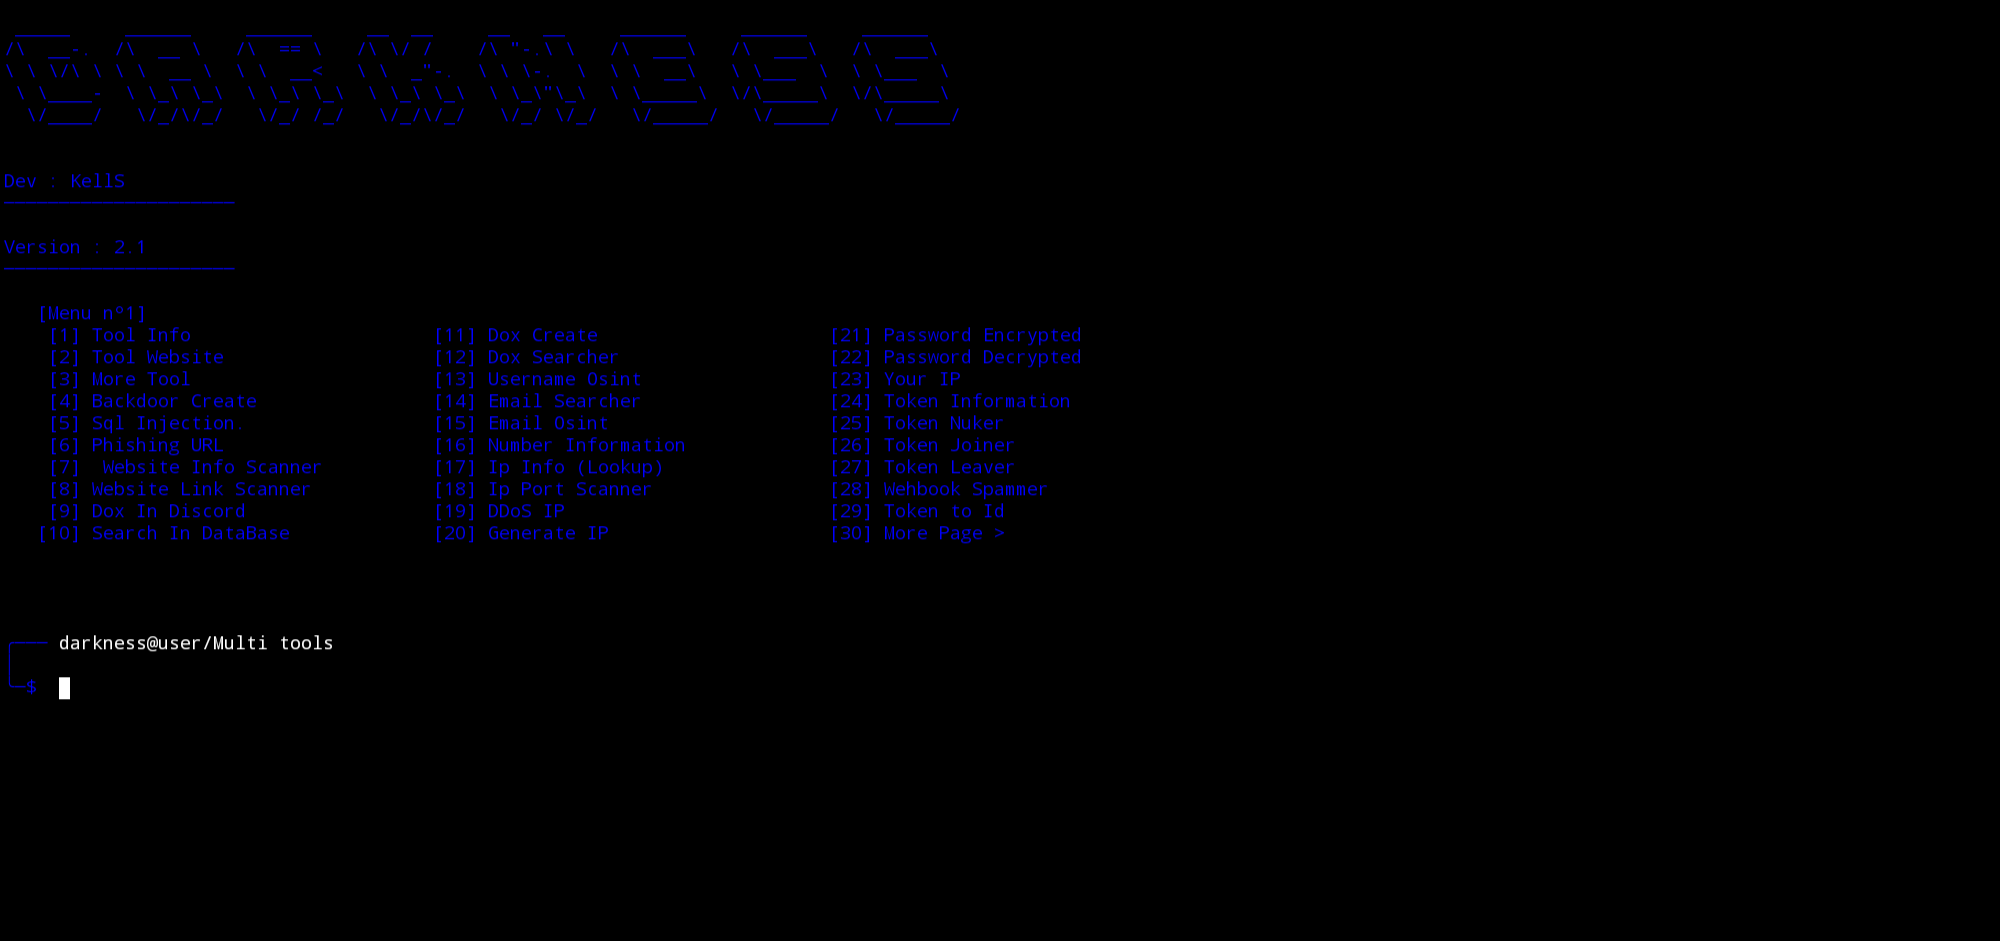 DARKNESS
Dev : KellS
Version : 2.1
[Menu nº1]
[1] Tool Info [11] Dox Create [21] Password Encrypted
[2] Tool Website [12] Dox Searcher [22] Password Decrypted
[3] More Tool [13] Username Osint [23] Your IP
[4] Backdoor Create [14] Email Searcher [24] Token Information
[5] Sql Injection. [15] Email Osint [25] Token Nuker
[6] Phishing URL [16] Number Information [26] Token Joiner
[7] Website Info Scanner [17] Ip Info (Lookup) [27] Token Leaver
[8] Website Link Scanner [18] Ip Port Scanner [28] Wehbook Spammer
[9] Dox In Discord [19] DDoS IP [29] Token to Id
[10] Search In DataBase [20] Generate IP [30] More Page >
darkness@user/Multi tools
$